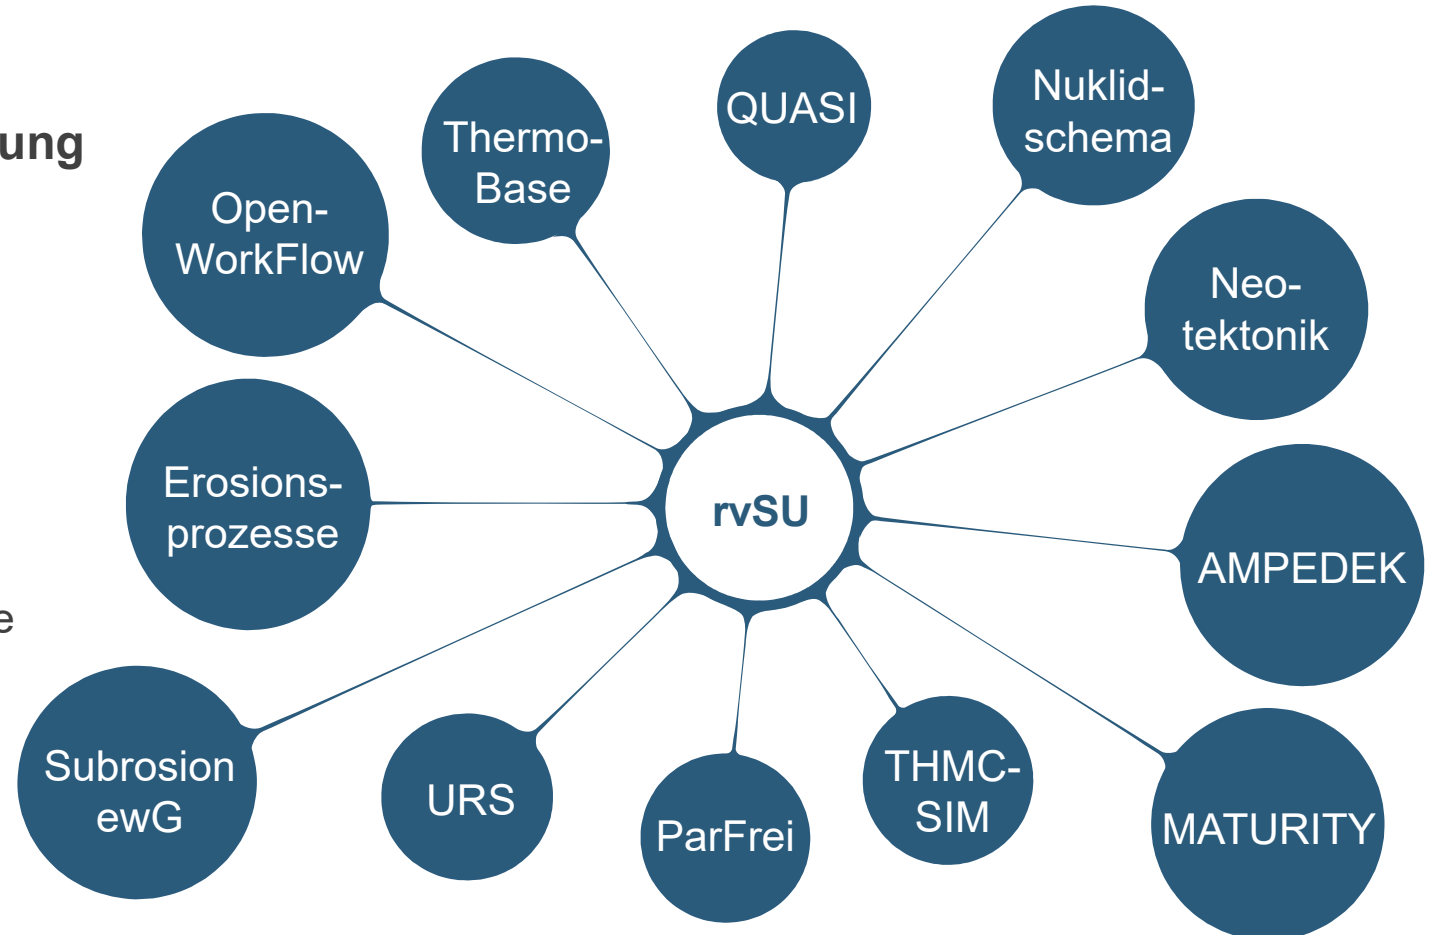 ung
e
Open-
WorkFlow
Thermo-
Base
QUASI
Nuklid-
schema
Neo-
tektonik
AMPEDEK
MATURITY
THMC-
SIM
ParFrei
URS
Subrosion
ewG
Erosions-
prozesse
rvSU